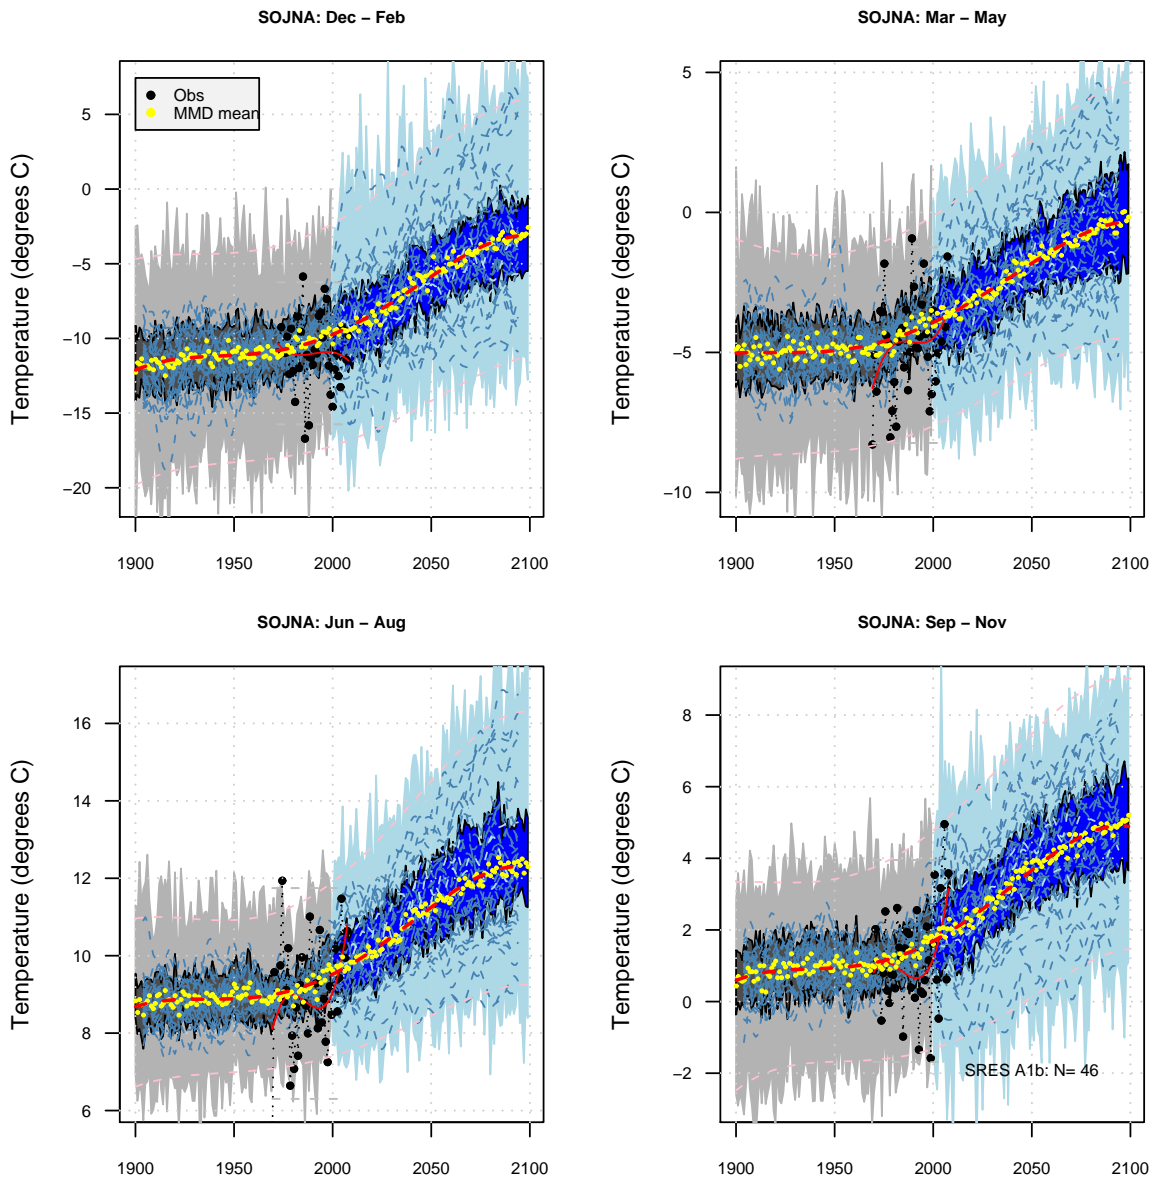 SOJNA: Dec − Feb
Temperature (degrees C)
5
0
−5
−10
−15
−20
Obs
MMD mean
1900 1950 2000 2050 2100
SOJNA: Mar − May
Temperature (degrees C)
5
0
−5
−10
1900 1950 2000 2050 2100
SOJNA: Jun − Aug
Temperature (degrees C)
16
14
12
10
8
6
1900 1950 2000 2050 2100
SOJNA: Sep − Nov
Temperature (degrees C)
8
6
4
2
0
−2
SRES A1b: N= 46
1900 1950 2000 2050 2100